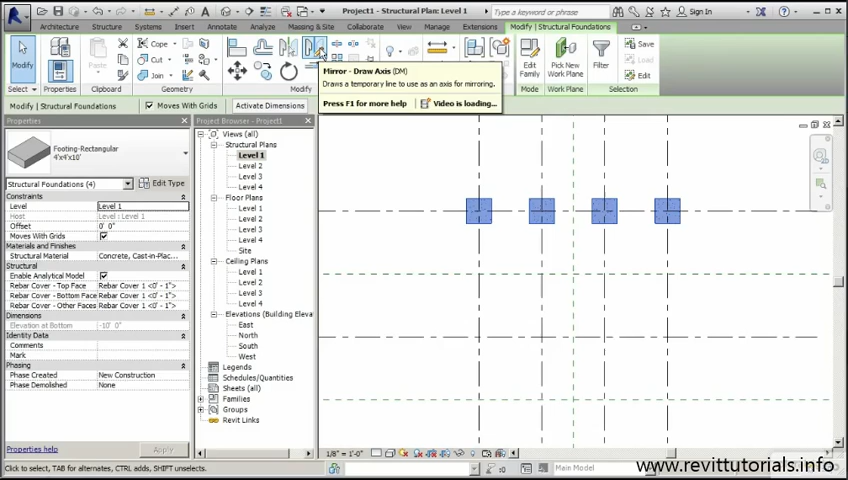 Project1 - Structural Plan: Level 1
Sign In
Architecture Structure Systems Insert Annotate Analyze Massing & Site Collaborate View Manage Extensions Modify | Structural Foundations
Modify
Properties
Paste
Cope
Cut
Join
Edit Family
Pick New Work Plane
Filter
Save
Load
Edit
Select
Clipboard
Geometry
Work Plane
Selection
Mirror - Draw Axis (DM)
Draws a temporary line to use as an axis for mirroring.
Press F1 for more help
Video is loading...
Modify | Structural Foundations
Moves With Grids
Activate Dimensions
Properties
Footing-Rectangular
4'x4'x10'
Structural Foundations (4)
Edit Type
Constraints
Level Level 1
Host Level : Level 1
Offset 0' 0"
Moves With Grids
Materials and Finishes
Structural Material Concrete, Cast-in-Plac...
Structural
Enable Analytical Model
Rebar Cover - Top Face Rebar Cover 1 <0' - 1">
Rebar Cover - Bottom Face Rebar Cover 1 <0' - 1">
Rebar Cover - Other Faces Rebar Cover 1 <0' - 1">
Dimensions
Elevation at Bottom -10' 0"
Identity Data
Comments
Mark
Phasing
Phase Created New Construction
Phase Demolished None
Properties help
Apply
Project Browser - Project1
Views (all)
Structural Plans
Level 1
Level 2
Level 3
Level 4
Floor Plans
Level 1
Level 2
Level 3
Level 4
Site
Ceiling Plans
Level 1
Level 2
Level 3
Level 4
Elevations (Building Eleva
East
North
South
West
Legends
Schedules/Quantities
Sheets (all)
Families
Groups
Revit Links
1/8" = 1'-0"
Click to select, TAB for alternates, CTRL adds, SHIFT unselects.
:0
Main Model
www.revittutorials.info